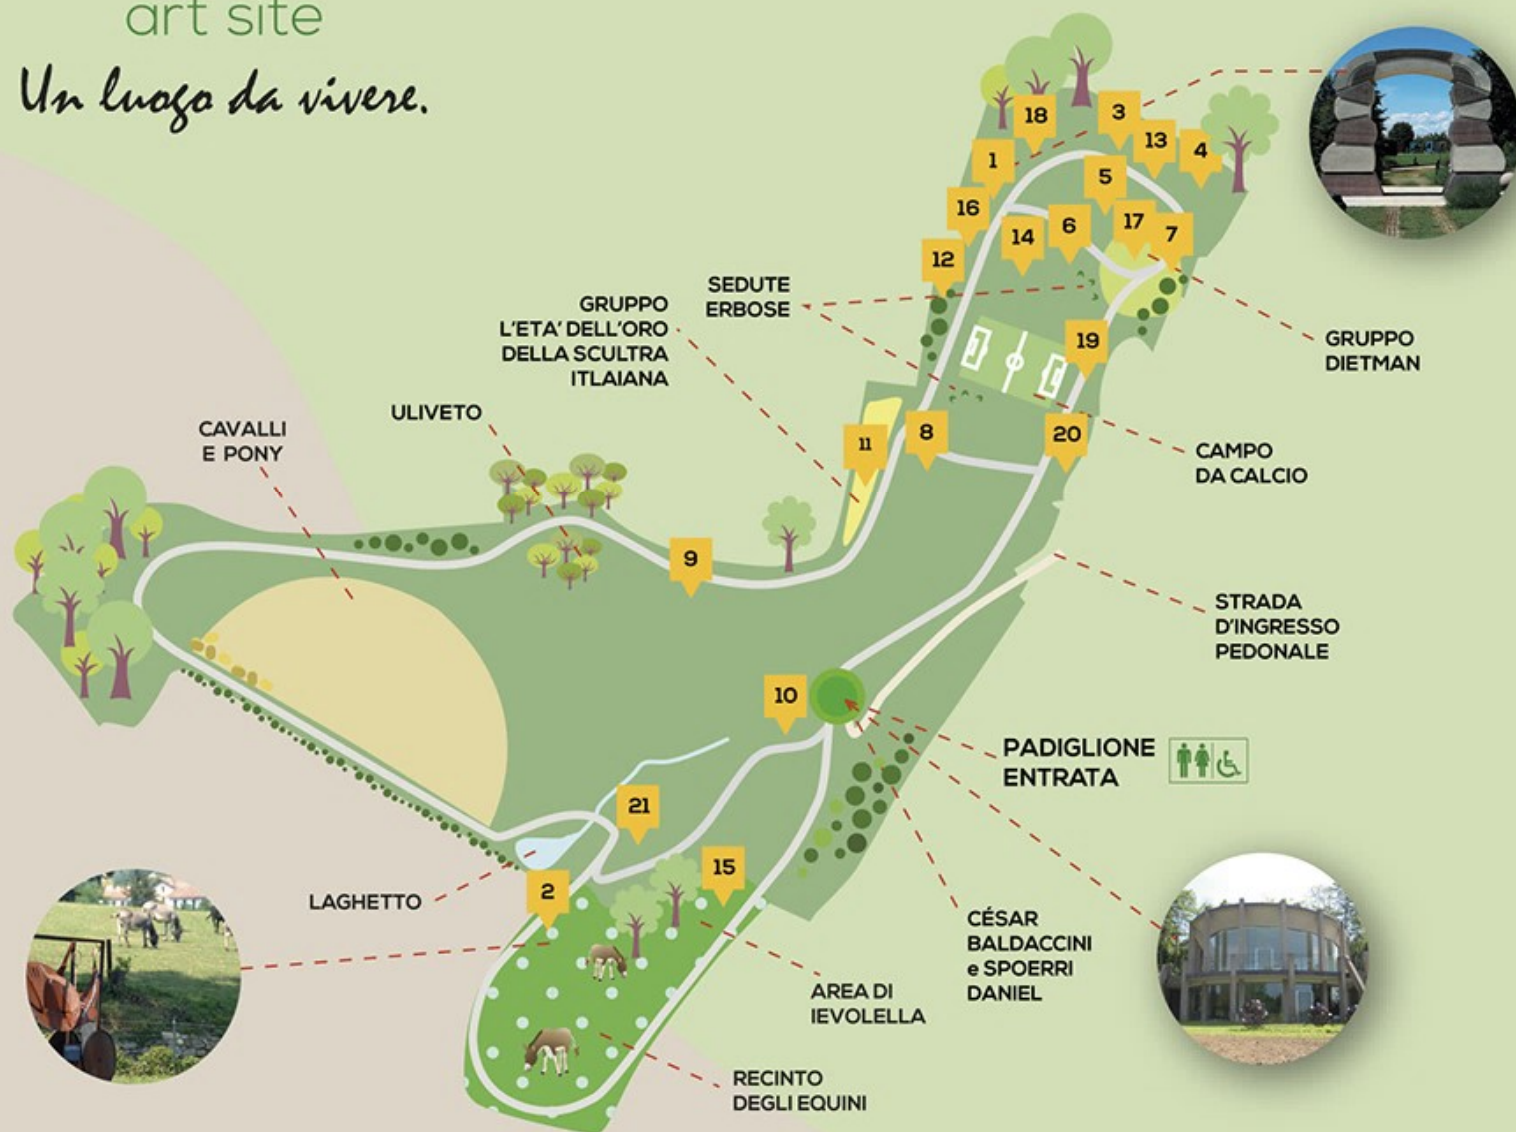 art site
Un luogo da vivere.
18
3
13
4
1
5
16
17
7
6
14
12
SEDUTE
ERBOSE
GRUPPO
L'ETA' DELL'ORO
DELLA SCULTRA
ITLAIANA
19
GRUPPO
DIETMAN
ULIVETO
CAVALLI
E PONY
11
8
20
CAMPO
DA CALCIO
9
STRADA
D'INGRESSO
PEDONALE
10
PADIGLIONE
ENTRATA
21
15
2
LAGHETTO
CÉSAR
BALDACCINI
e SPOERRI
DANIEL
AREA DI
IEVOLELLA
RECINTO
DEGLI EQUINI